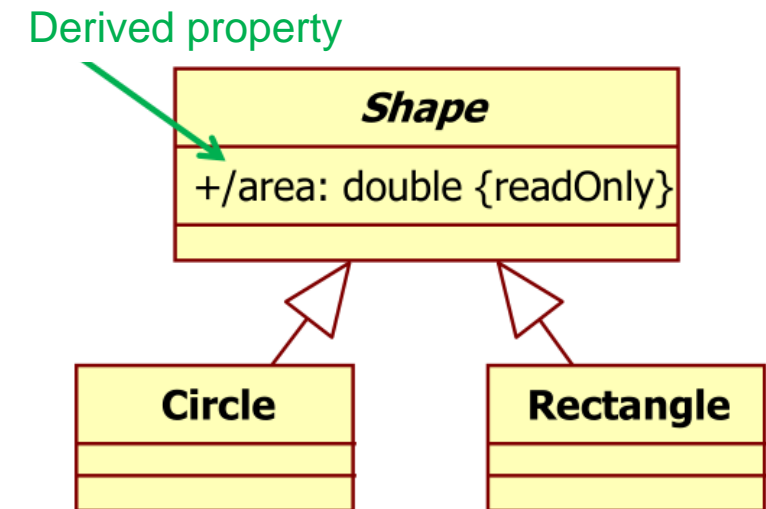 Derived property
Shape
+/area: double {readOnly}
Circle
Rectangle